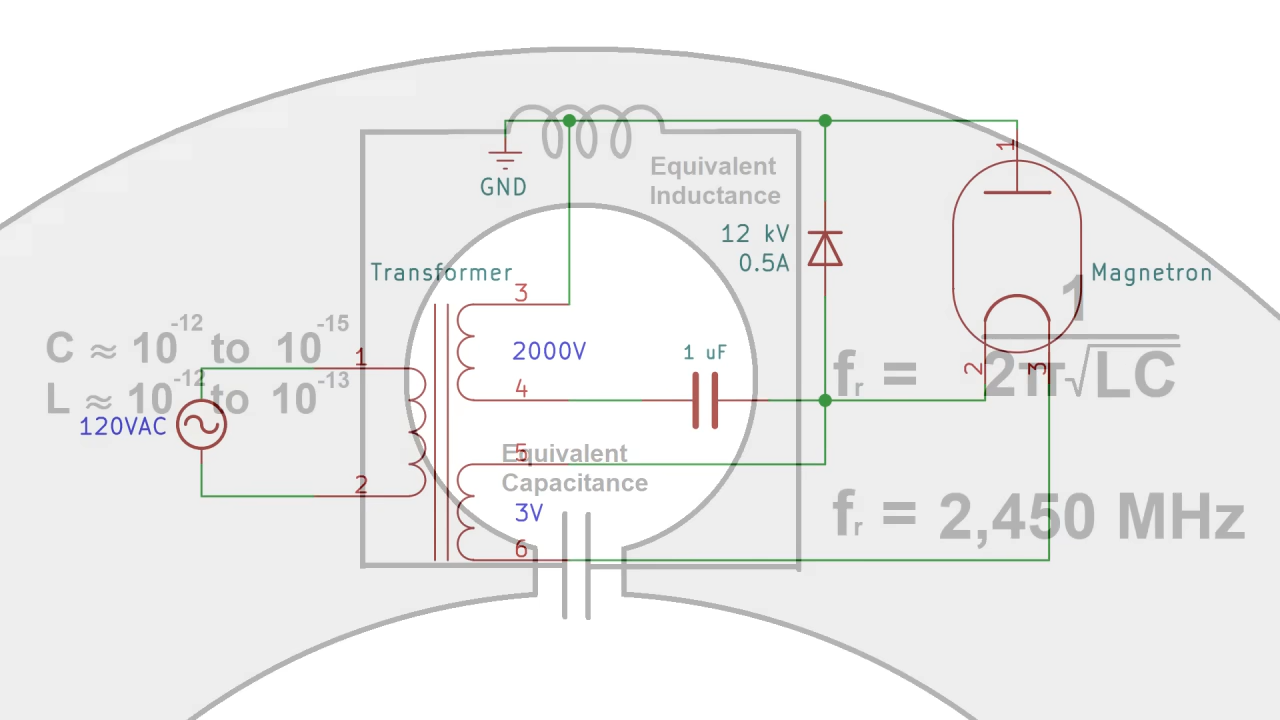 Equivalent
Inductance
GND
12 kV
0.5A
Transformer
Magnetron
1
3
2000V
1 uF
4
C ≈ 10⁻¹² to 10⁻¹⁵
L ≈ 10⁻¹² to 10⁻¹³
1
2
120VAC
fᵣ = 1
2π√LC
2
3
Equivalent
5
Capacitance
3V
6
fᵣ = 2,450 MHz